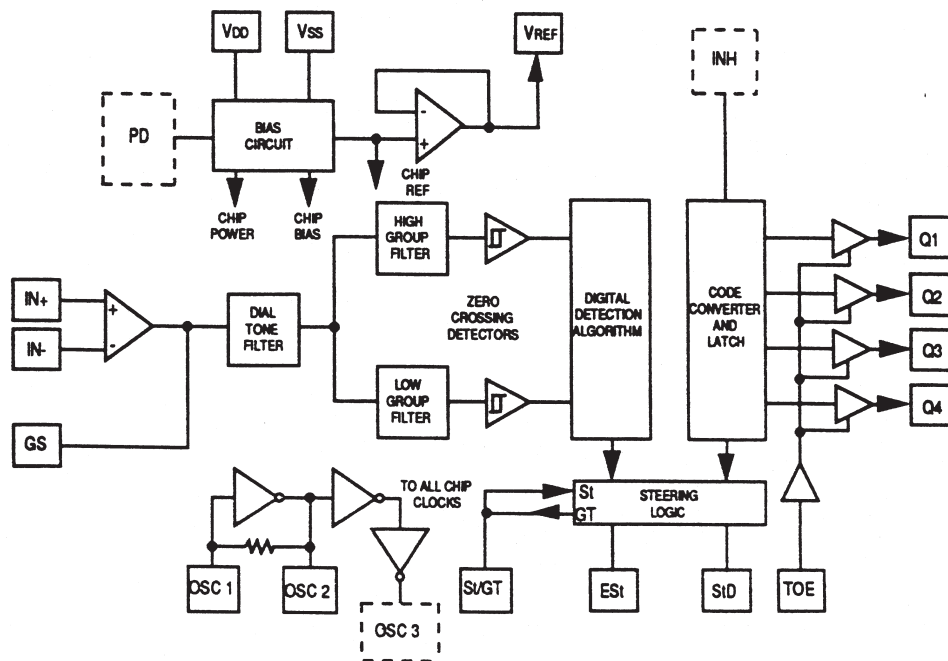 VDD
VSS
VREF
INH
PD
BIAS
CIRCUIT
-
+
CHIP
REF
CHIP
POWER
CHIP
BIAS
HIGH
GROUP
FILTER
Q1
IN+
+
DIAL
TONE
FILTER
ZERO
CROSSING
DETECTORS
DIGITAL
DETECTION
ALGORITHM
CODE
CONVERTER
AND
LATCH
Q2
IN-
-
Q3
LOW
GROUP
FILTER
Q4
GS
TO ALL CHIP
CLOCKS
St
GT
STEERING
LOGIC
OSC 1
OSC 2
St/GT
ESt
StD
TOE
OSC 3